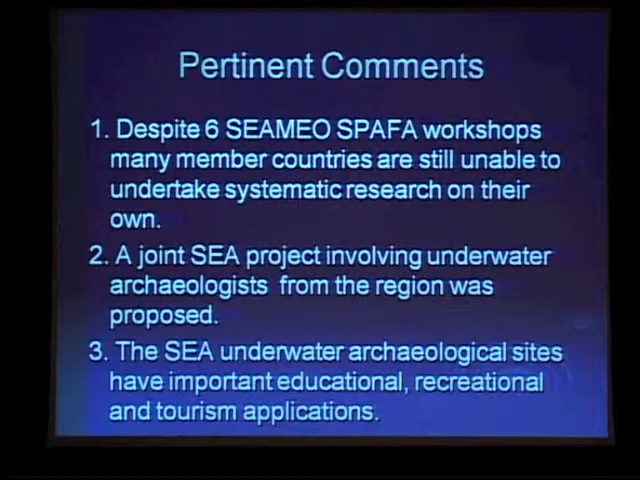 Pertinent Comments
1. Despite 6 SEAMEO SPAFA workshops
many member countries are still unable to
undertake systematic research on their
own.
2. A joint SEA project involving underwater
archaeologists from the region was
proposed.
3. The SEA underwater archaeological sites
have important educational, recreational
and tourism applications.